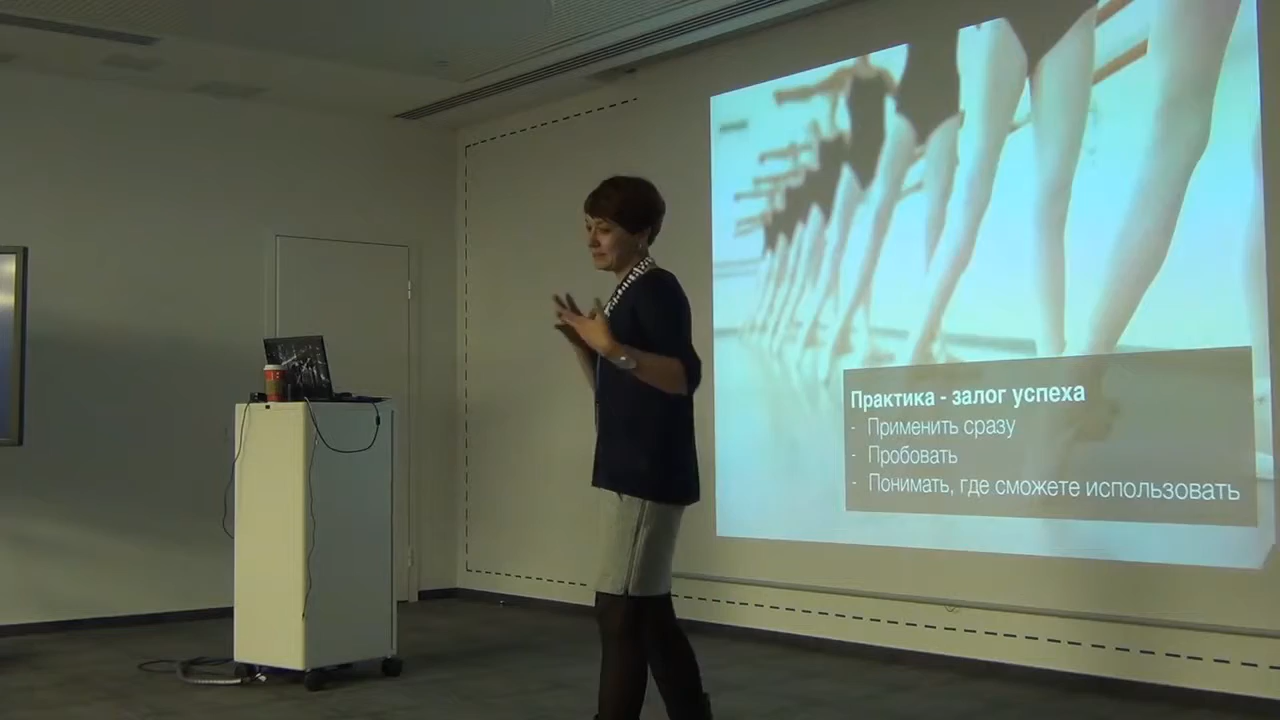 Практика - залог успеха
- Применить сразу
- Пробовать
- Понимать, где сможете использовать